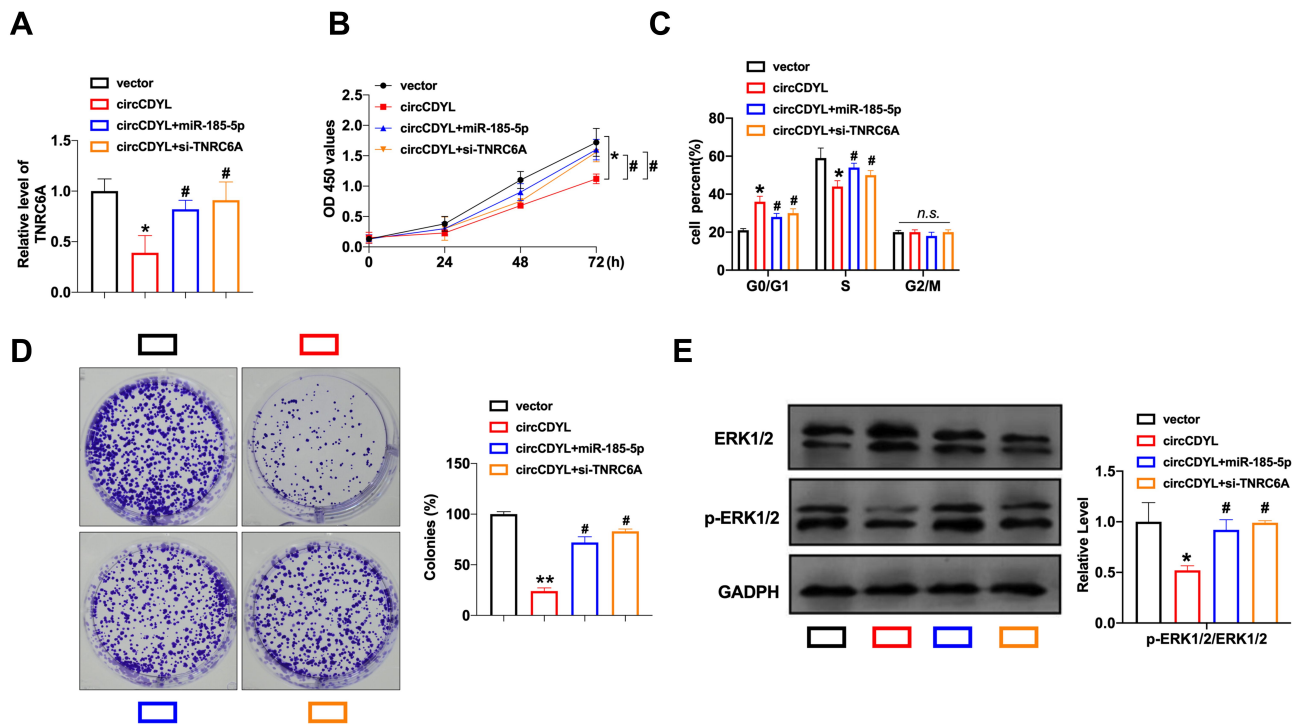 A
vector
circCDYL
circCDYL+miR-185-5p
circCDYL+si-TNRC6A
Relative level of
TNRC6A
1.5
1.0
0.5
0.0
*
#
#
B
vector
circCDYL
circCDYL+miR-185-5p
circCDYL+si-TNRC6A
OD 450 values
2.5
2.0
1.5
1.0
0.5
0.0
0 24 48 72 (h)
* # #
C
vector
circCDYL
circCDYL+miR-185-5p
circCDYL+si-TNRC6A
cell percent(%)
80
60
40
20
0
* # #
* # #
n.s.
G0/G1 S G2/M
D
vector
circCDYL
circCDYL+miR-185-5p
circCDYL+si-TNRC6A
Colonies (%)
150
100
50
0
** # #
E
ERK1/2
p-ERK1/2
GADPH
vector
circCDYL
circCDYL+miR-185-5p
circCDYL+si-TNRC6A
Relative Level
1.5
1.0
0.5
0.0
* # #
p-ERK1/2/ERK1/2